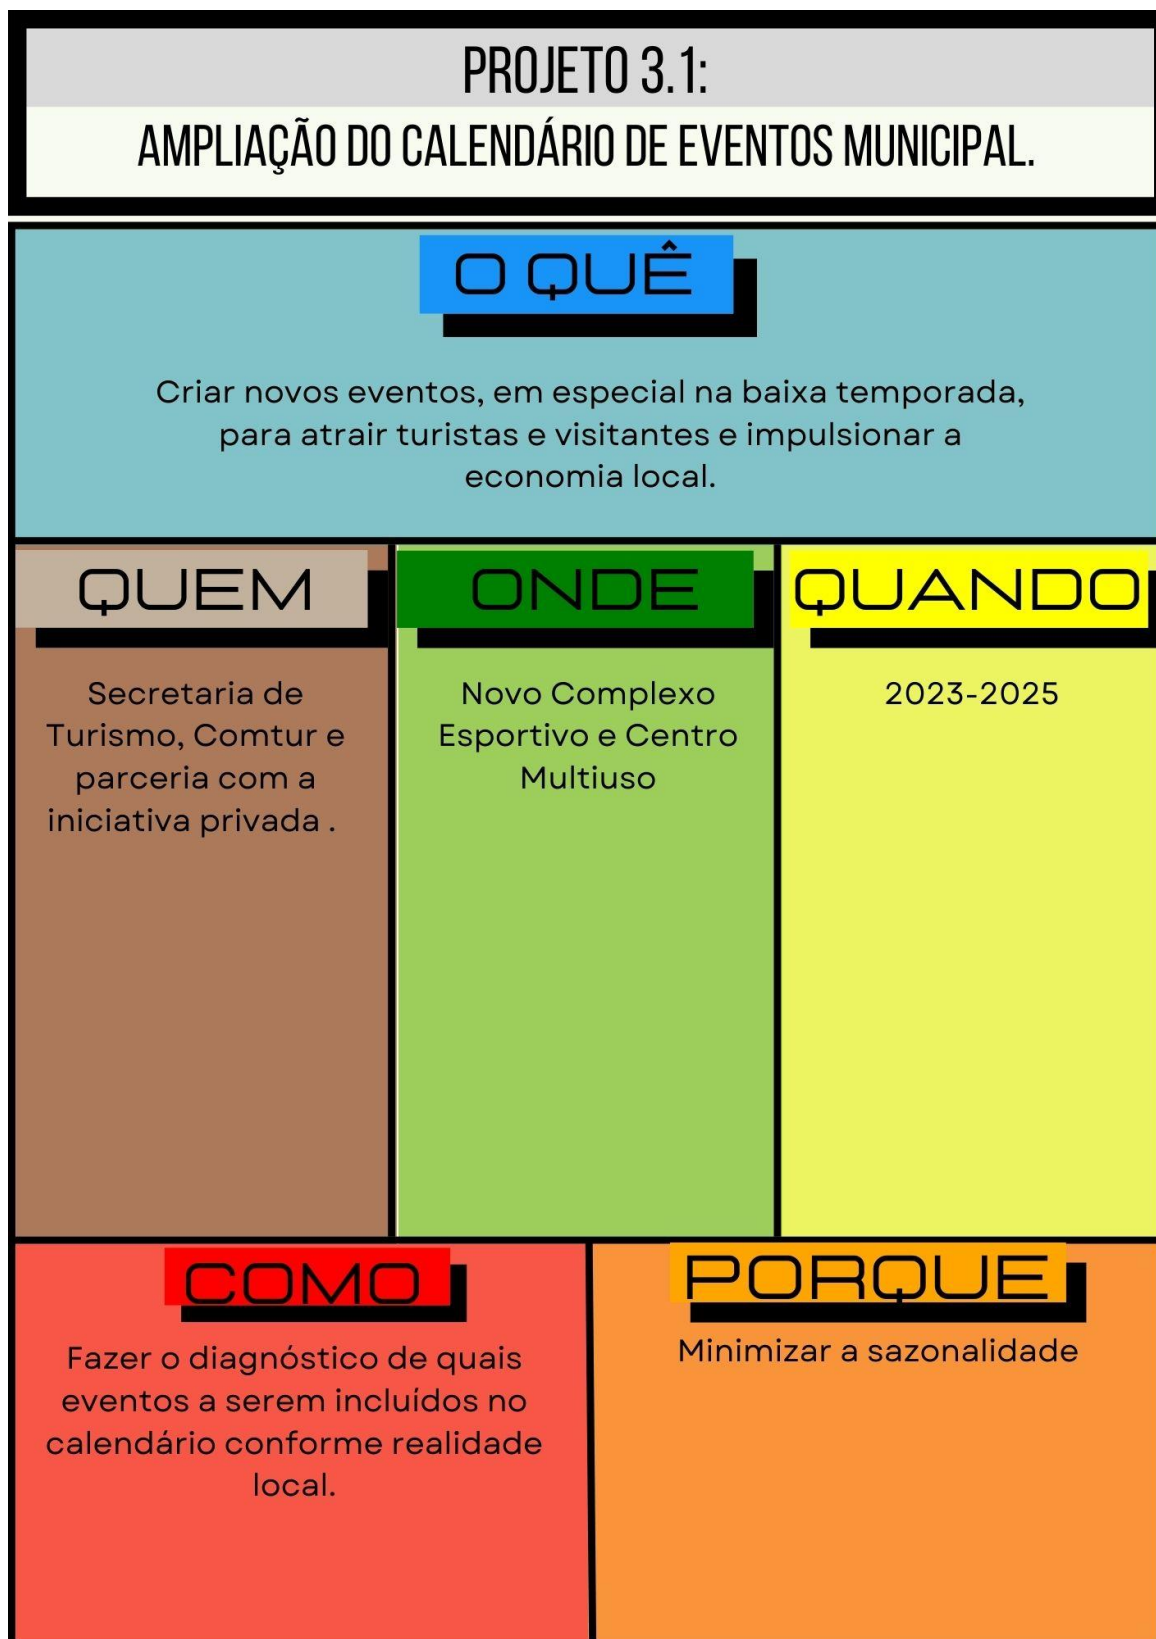 PROJETO 3.1:
AMPLIAÇÃO DO CALENDÁRIO DE EVENTOS MUNICIPAL.
O QUÊ
Criar novos eventos, em especial na baixa temporada,
para atrair turistas e visitantes e impulsionar a
economia local.
QUEM
Secretaria de
Turismo, Comtur e
parceria com a
iniciativa privada .
ONDE
Novo Complexo
Esportivo e Centro
Multiuso
QUANDO
2023-2025
COMO
Fazer o diagnóstico de quais
eventos a serem incluídos no
calendário conforme realidade
local.
PORQUE
Minimizar a sazonalidade